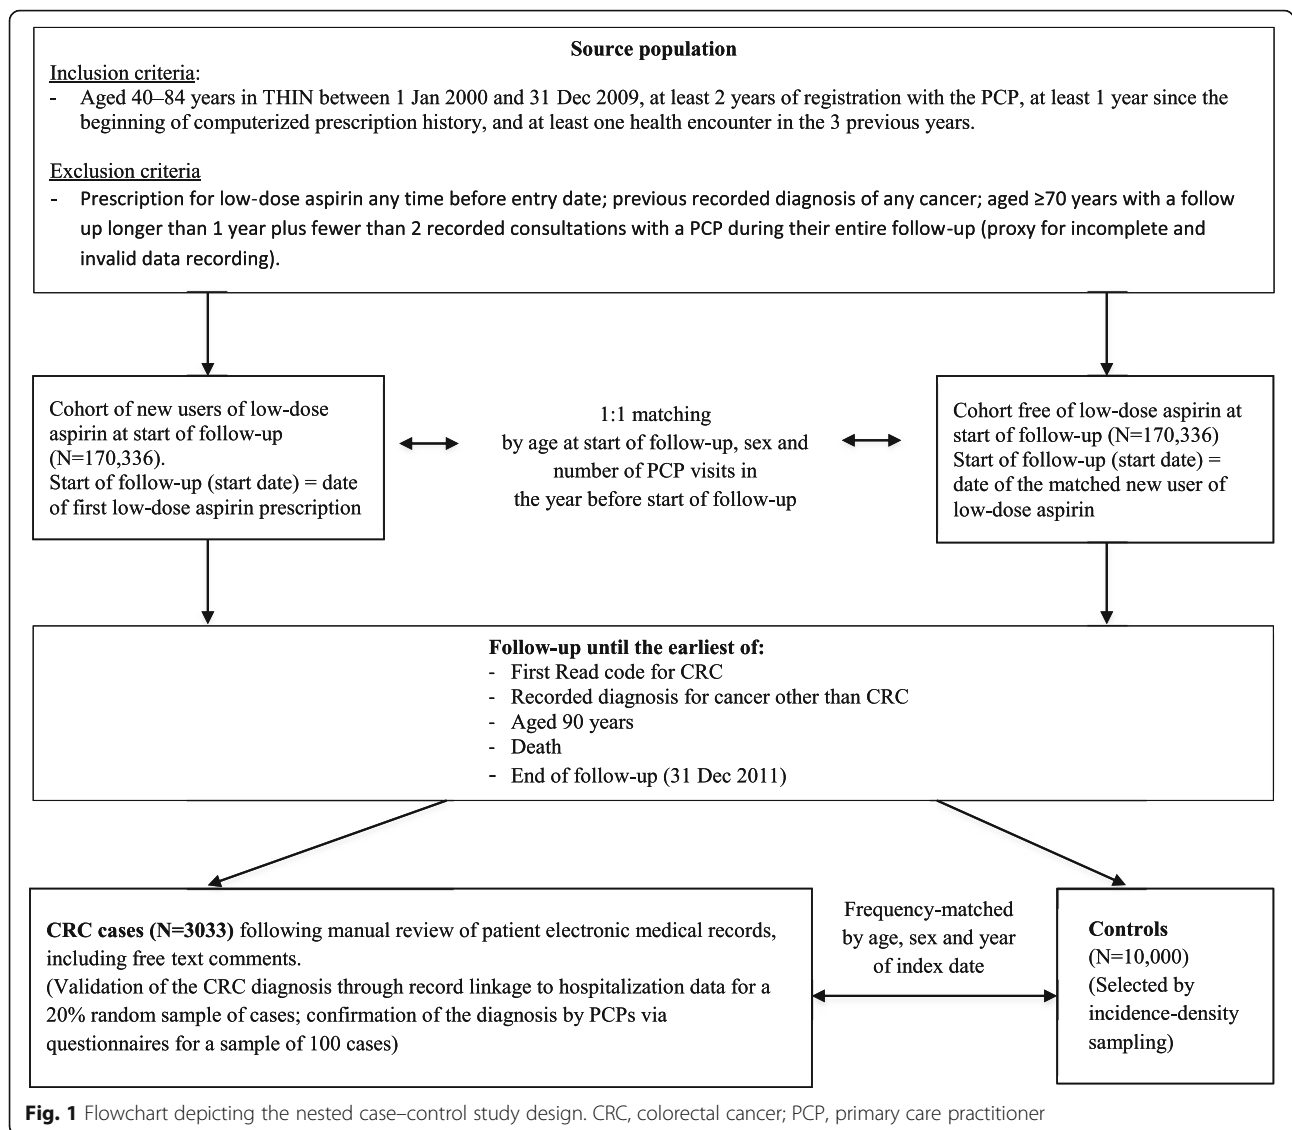 Source population
Inclusion criteria:
- Aged 40–84 years in THIN between 1 Jan 2000 and 31 Dec 2009, at least 2 years of registration with the PCP, at least 1 year since the
beginning of computerized prescription history, and at least one health encounter in the 3 previous years.
Exclusion criteria
- Prescription for low-dose aspirin any time before entry date; previous recorded diagnosis of any cancer; aged ≥70 years with a follow
up longer than 1 year plus fewer than 2 recorded consultations with a PCP during their entire follow-up (proxy for incomplete and
invalid data recording).
Cohort of new users of low-dose
aspirin at start of follow-up
(N=170,336).
Start of follow-up (start date) = date
of first low-dose aspirin prescription
1:1 matching
by age at start of follow-up, sex and
number of PCP visits in
the year before start of follow-up
Cohort free of low-dose aspirin at
start of follow-up (N=170,336)
Start of follow-up (start date) =
date of the matched new user of
low-dose aspirin
Follow-up until the earliest of:
- First Read code for CRC
- Recorded diagnosis for cancer other than CRC
- Aged 90 years
- Death
- End of follow-up (31 Dec 2011)
CRC cases (N=3033) following manual review of patient electronic medical records,
including free text comments.
(Validation of the CRC diagnosis through record linkage to hospitalization data for a
20% random sample of cases; confirmation of the diagnosis by PCPs via
questionnaires for a sample of 100 cases)
Frequency-matched
by age, sex and year
of index date
Controls
(N=10,000)
(Selected by
incidence-density
sampling)
Fig. 1 Flowchart depicting the nested case–control study design. CRC, colorectal cancer; PCP, primary care practitioner